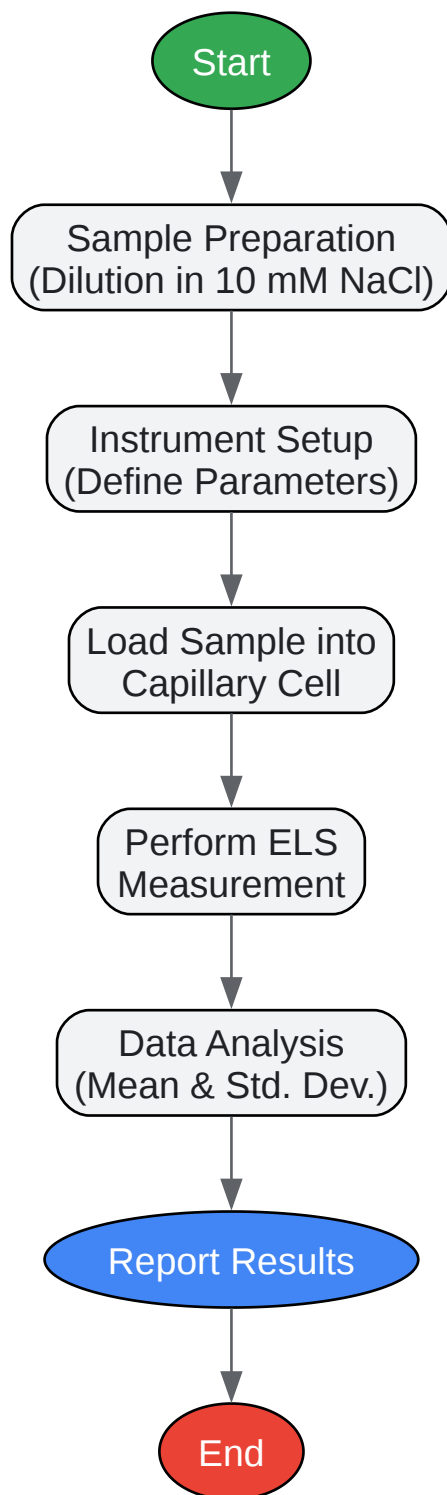 Start
Sample Preparation
(Dilution in 10 mM NaCl)
Instrument Setup
(Define Parameters)
Load Sample into
Capillary Cell
Perform ELS
Measurement
Data Analysis
(Mean & Std. Dev.)
Report Results
End